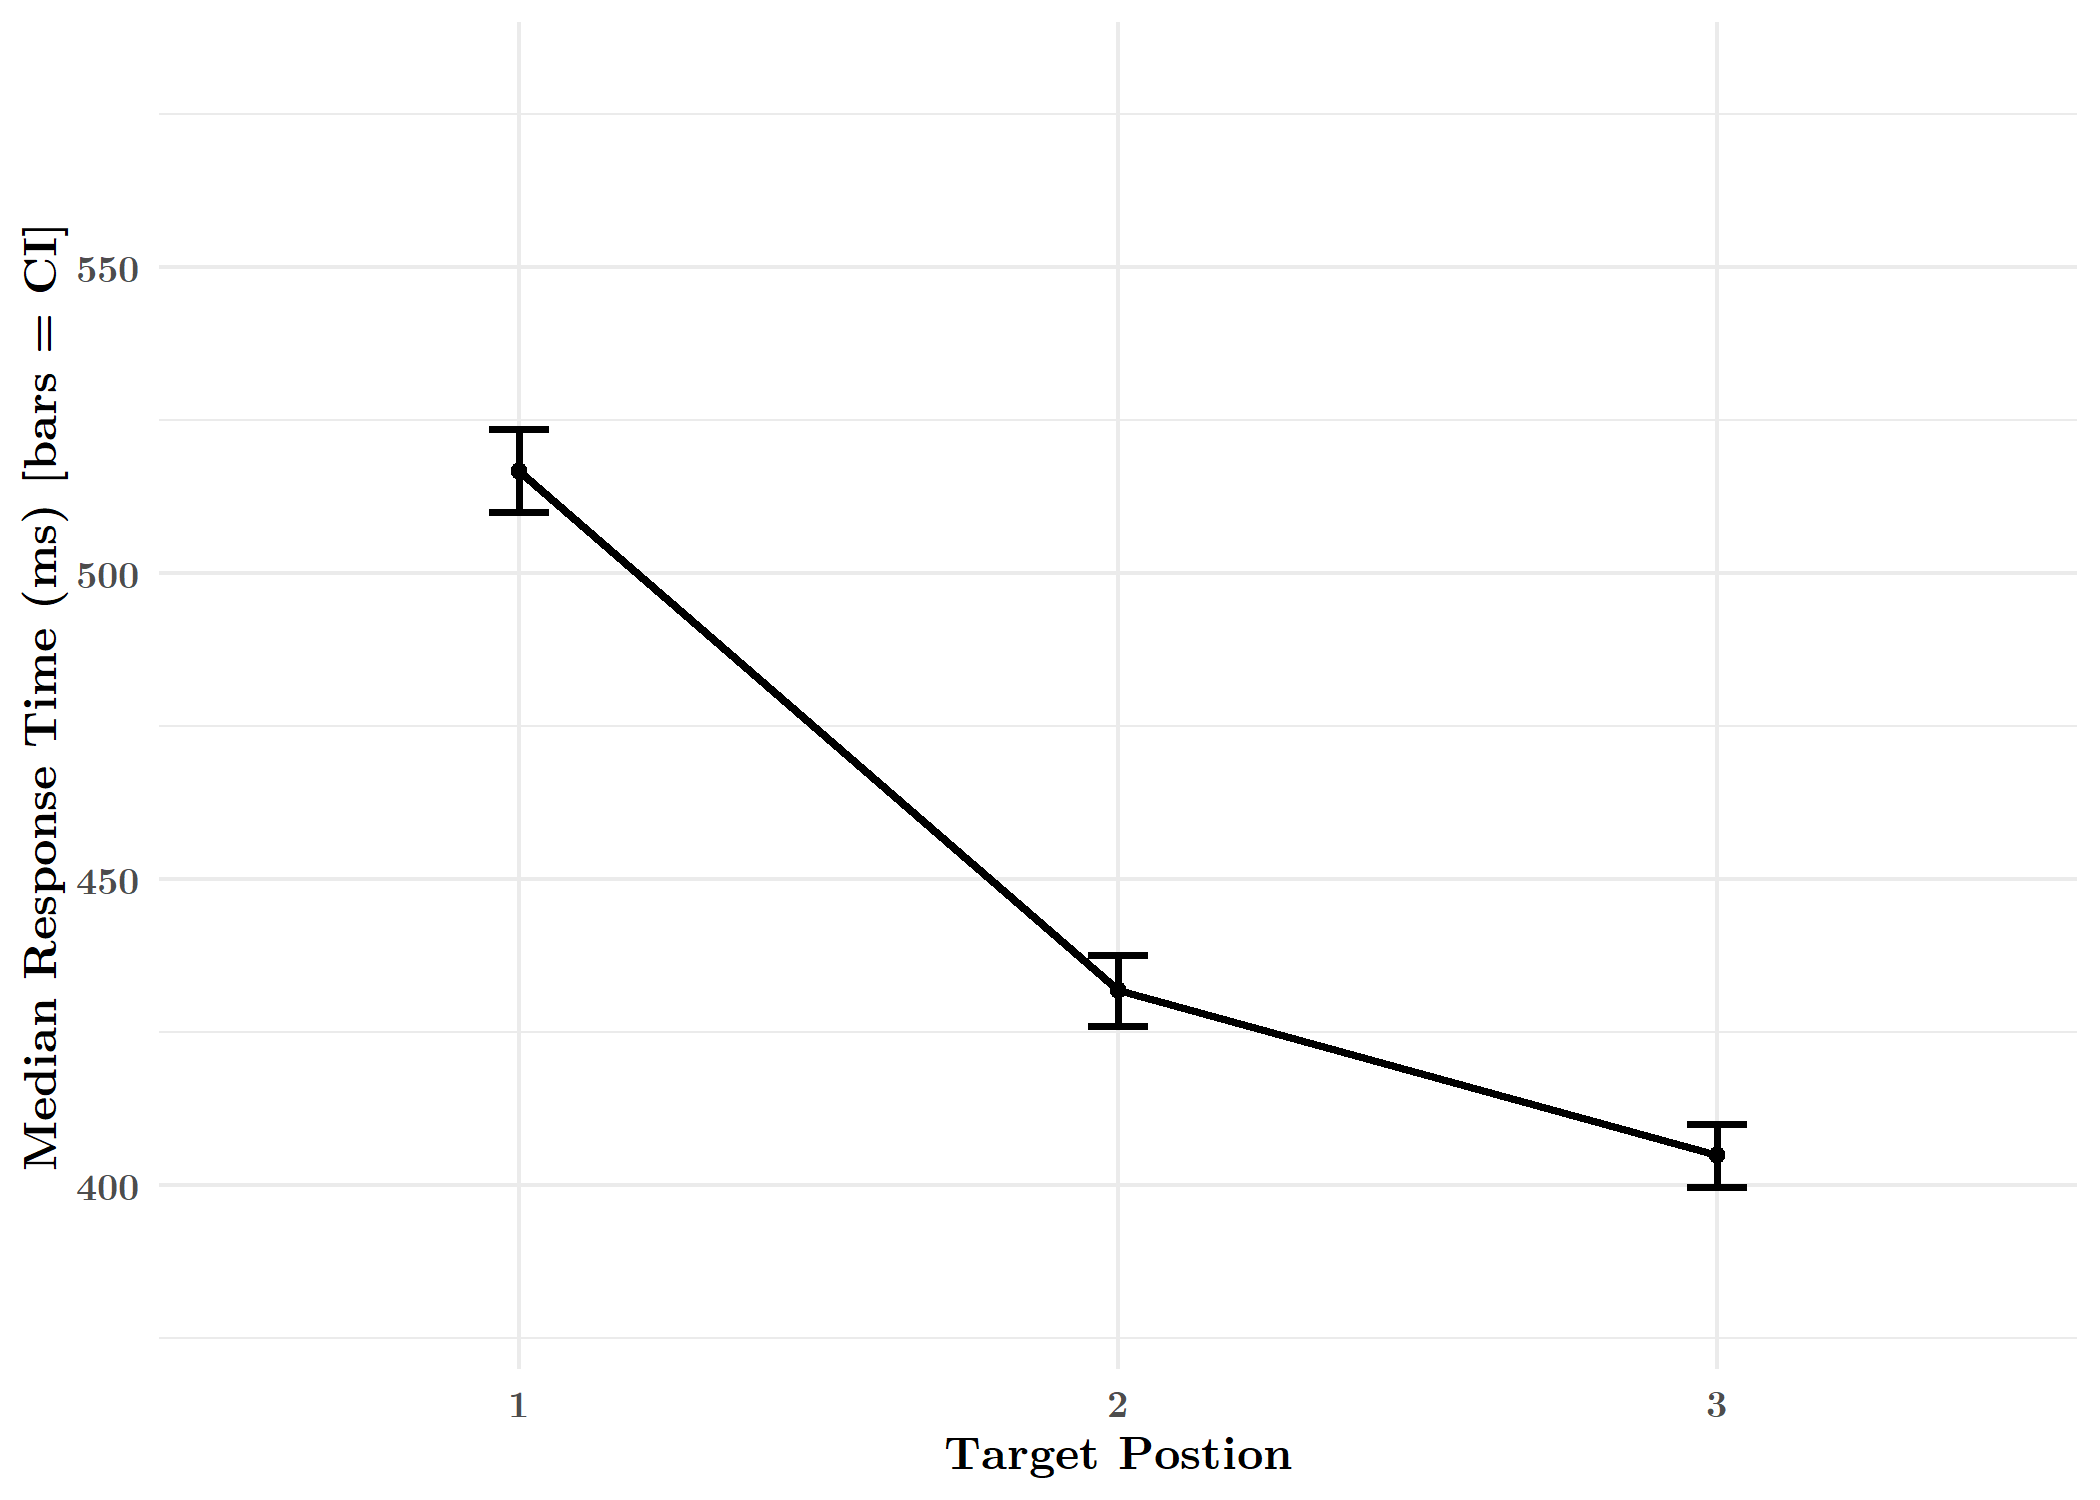 Median Response Time (ms) [bars = CI]
550
500
450
400
1 2 3
Target Postion